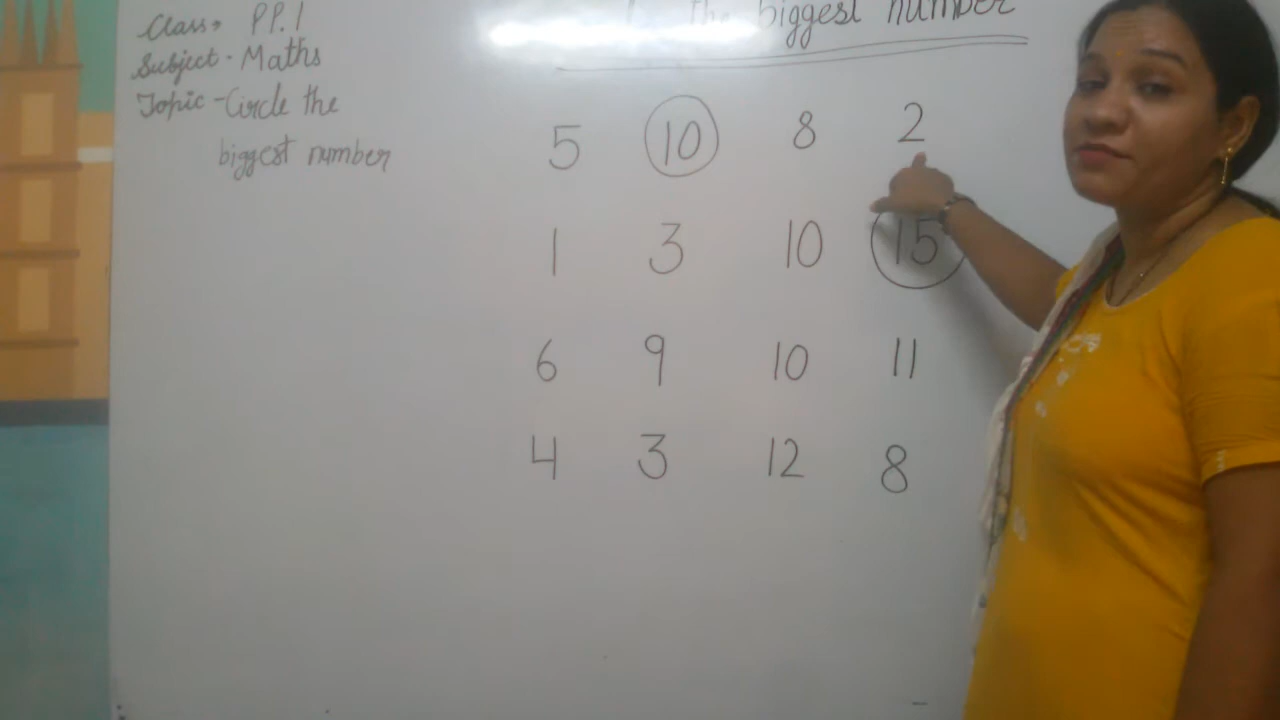 Class, PP.1
Subject - Maths
Topic - Circle the
biggest number
the biggest number
5 10 8 2
1 3 10 15
6 9 10 11
4 3 12 8